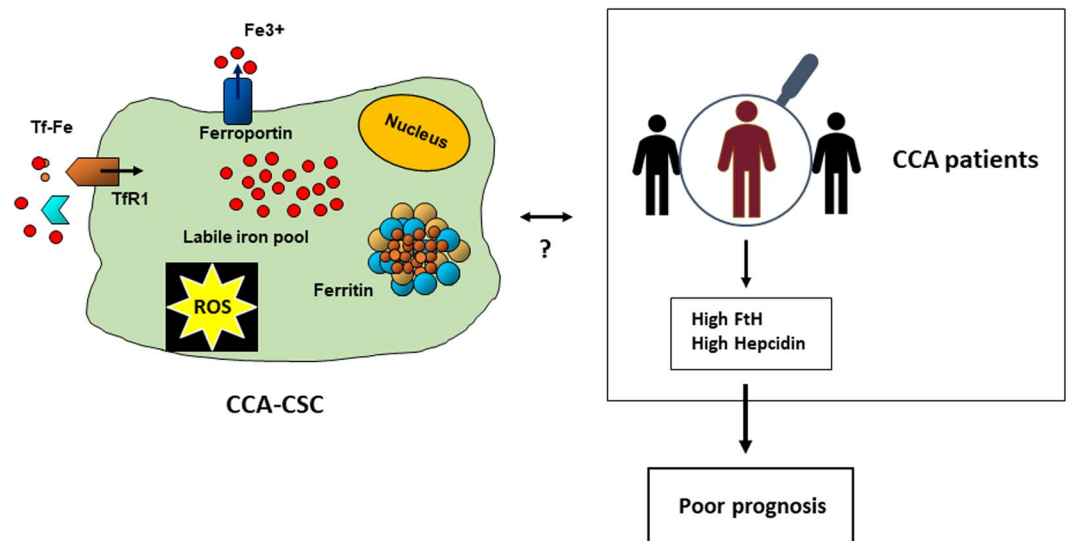 Fe3+
Tf-Fe
Ferroportin
Nucleus
TfR1
Labile iron pool
Ferritin
ROS
CCA-CSC
?
CCA patients
High FtH
High Hepcidin
Poor prognosis